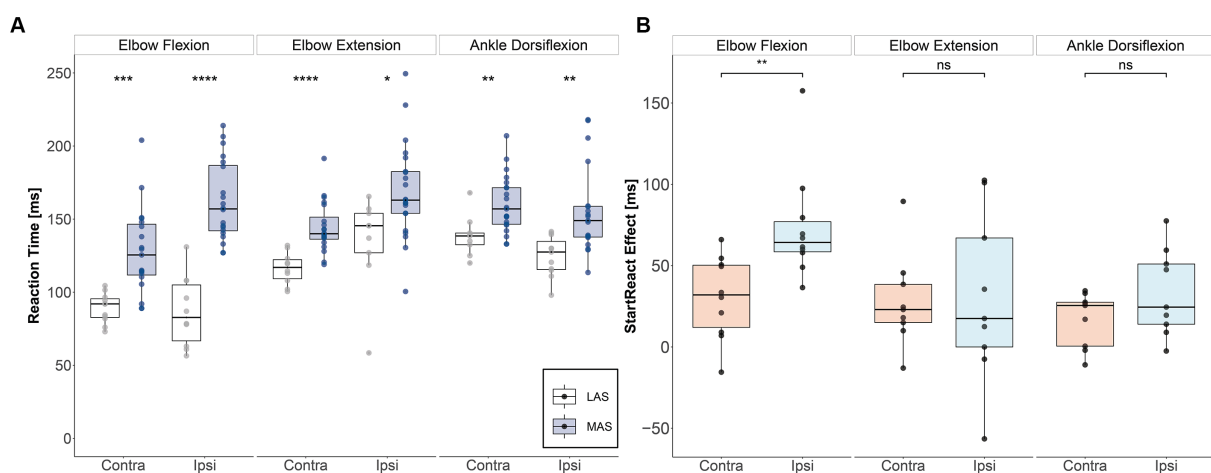 A
Elbow Flexion Elbow Extension Ankle Dorsiflexion
*** **** **** * ** **
250
200
150
100
50
0
Reaction Time [ms]
LAS
MAS
Contra Ipsi Contra Ipsi Contra Ipsi
B
Elbow Flexion Elbow Extension Ankle Dorsiflexion
** ns ns
150
100
50
0
−50
StartReact Effect [ms]
Contra Ipsi Contra Ipsi Contra Ipsi